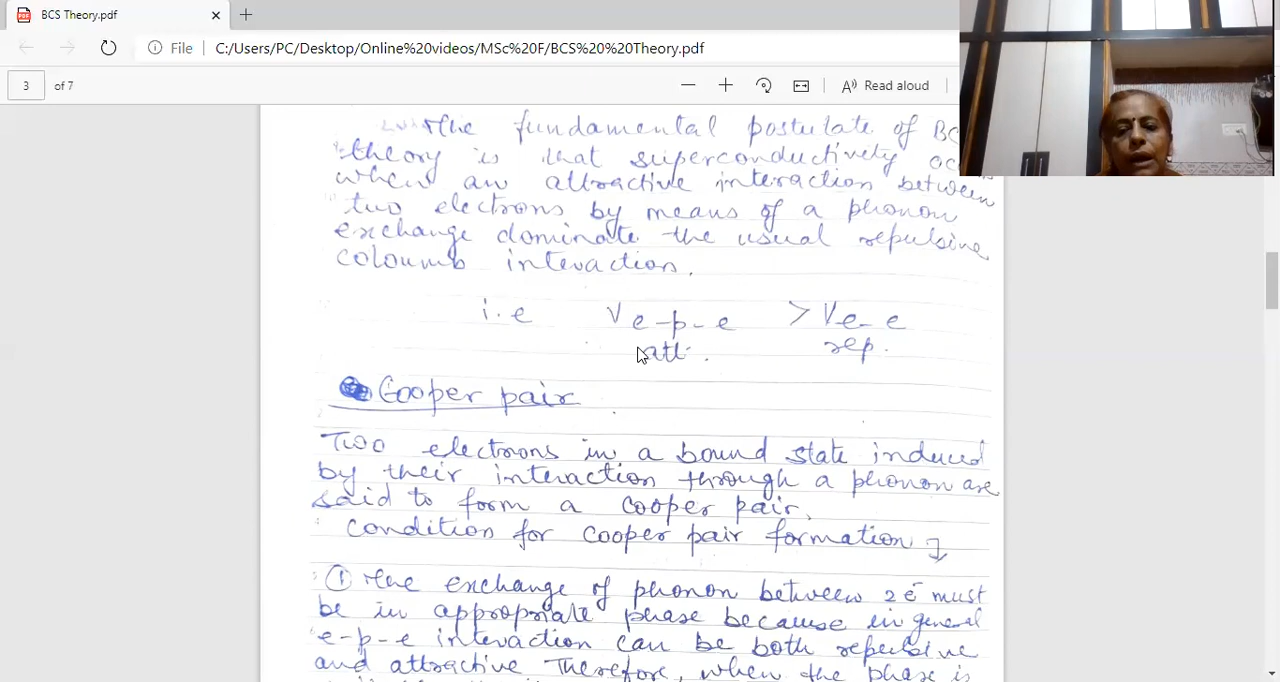 BCS Theory.pdf
File C:/Users/PC/Desktop/Online%20videos/MSc%20F/BCS%20%20Theory.pdf
3 of 7 Read aloud
The fundamental postulate of BC
theory is that superconductively oc
when an attractive interaction between
two electrons by means of a phonon
exchange dominate the usual repulsive
coloumb interaction.
i.e V e-p-e > Ve-e
att. rep.
Cooper pair
Two electrons in a bound state induced
by their interaction through a phonon are
said to form a cooper pair.
condition for cooper pair formation
① The exchange of phonon between 2 e- must
be in appropriate phase because in general
e-p-e interaction can be both repulsive
and attractive. Therefore, when the phase is